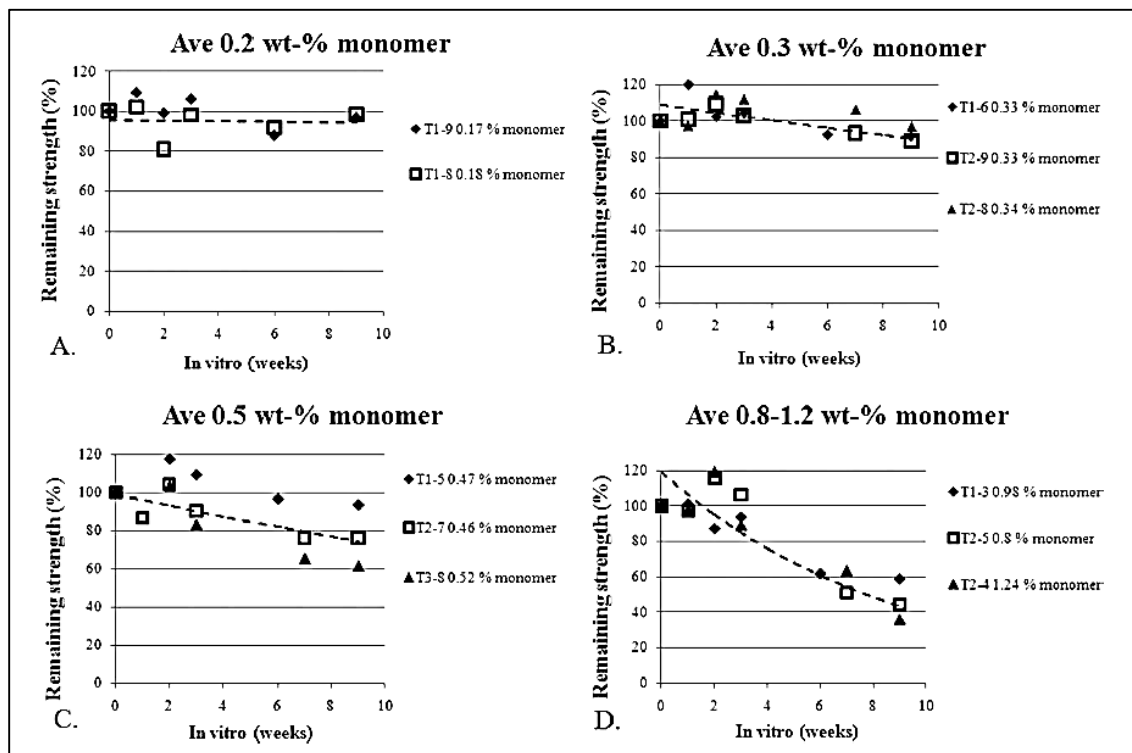 Ave 0.2 wt-% monomer
Remaining strength (%)
120
100
80
60
40
20
0
0 2 4 6 8 10
In vitro (weeks)
T1-9 0.17 % monomer
T1-8 0.18 % monomer
A.
Ave 0.3 wt-% monomer
Remaining strength (%)
120
100
80
60
40
20
0
0 2 4 6 8 10
In vitro (weeks)
T1-6 0.33 % monomer
T2-9 0.33 % monomer
T2-8 0.34 % monomer
B.
Ave 0.5 wt-% monomer
Remaining strength (%)
120
100
80
60
40
20
0
0 2 4 6 8 10
In vitro (weeks)
T1-5 0.47 % monomer
T2-7 0.46 % monomer
T3-8 0.52 % monomer
C.
Ave 0.8-1.2 wt-% monomer
Remaining strength (%)
120
100
80
60
40
20
0
0 2 4 6 8 10
In vitro (weeks)
T1-3 0.98 % monomer
T2-5 0.8 % monomer
T2-4 1.24 % monomer
D.